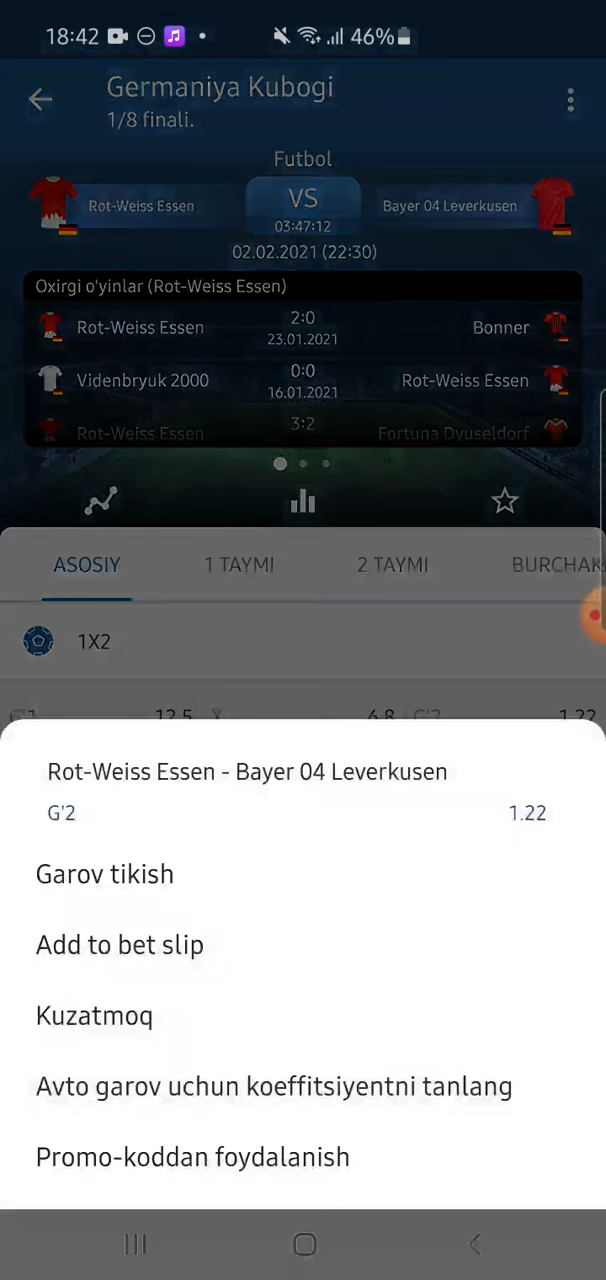 18:42 46%
Germaniya Kubogi
1/8 finali.
Futbol
Rot-Weiss Essen VS Bayer 04 Leverkusen
03:47:12
02.02.2021 (22:30)
Oxirgi o'yinlar (Rot-Weiss Essen)
Rot-Weiss Essen 2:0 Bonner
23.01.2021
Videnbryuk 2000 0:0 Rot-Weiss Essen
16.01.2021
Rot-Weiss Essen 3:2 Fortuna Dyuseldorf
ASOSIY 1 TAYMI 2 TAYMI BURCHAK
1X2
12.5 X 6.8 G'2 1.22
Rot-Weiss Essen - Bayer 04 Leverkusen
G'2 1.22
Garov tikish
Add to bet slip
Kuzatmoq
Avto garov uchun koeffitsiyentni tanlang
Promo-koddan foydalanish